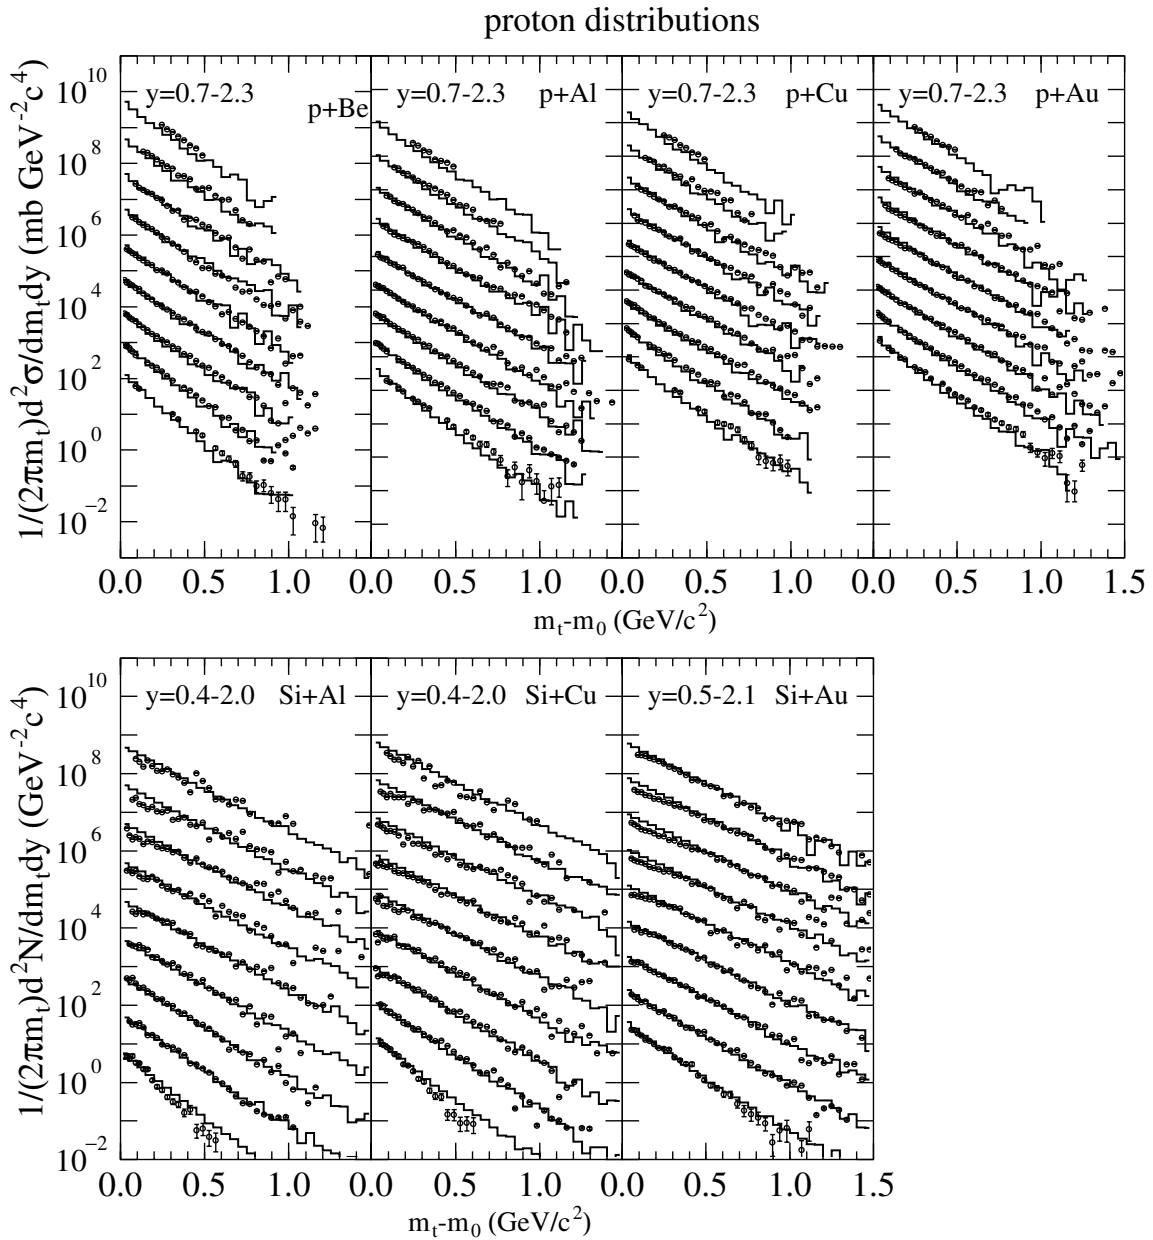 proton distributions
1/(2πm_t)d^2σ/dm_tdy (mb GeV^-2c^4)
10^10
10^8
10^6
10^4
10^2
10^0
10^-2
y=0.7-2.3 p+Be
y=0.7-2.3 p+Al
y=0.7-2.3 p+Cu
y=0.7-2.3 p+Au
0.0 0.5 1.0 0.0 0.5 1.0 0.0 0.5 1.0 0.0 0.5 1.0 1.5
m_t-m_0 (GeV/c^2)
1/(2πm_t)d^2N/dm_tdy (GeV^-2c^4)
10^10
10^8
10^6
10^4
10^2
10^0
10^-2
y=0.4-2.0 Si+Al
y=0.4-2.0 Si+Cu
y=0.5-2.1 Si+Au
0.0 0.5 1.0 0.0 0.5 1.0 0.0 0.5 1.0 1.5
m_t-m_0 (GeV/c^2)